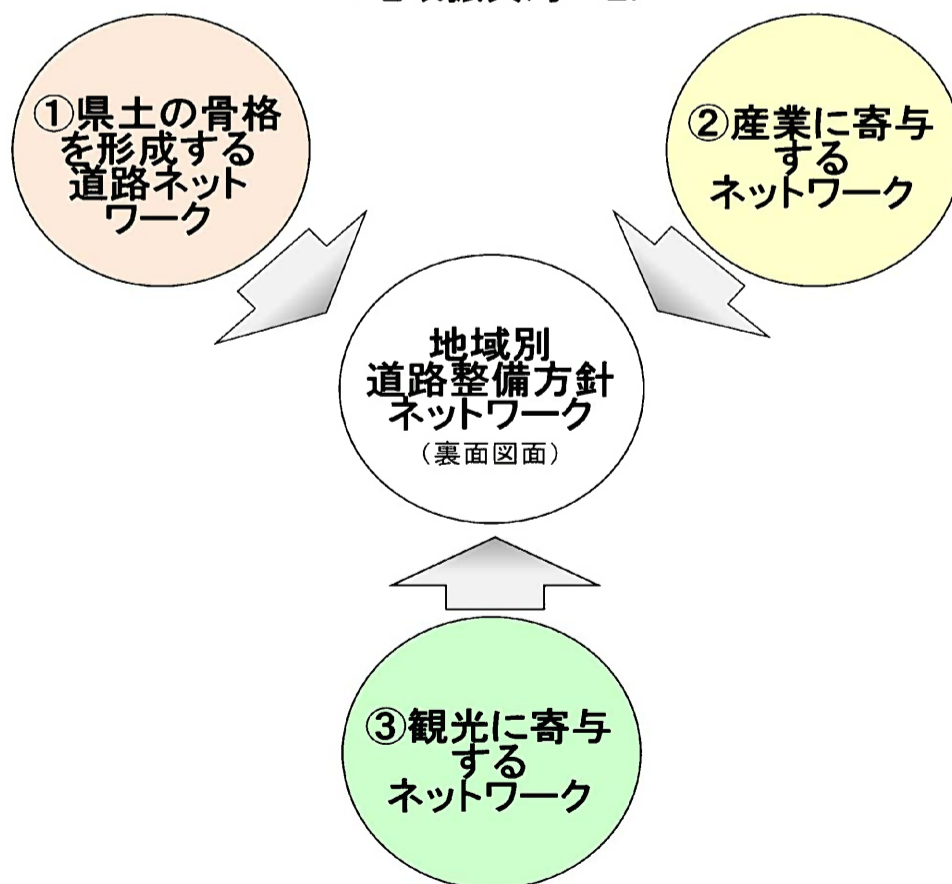 ①県土の骨格
を形成する
道路ネット
ワーク
②産業に寄与
する
ネットワーク
地域別
道路整備方針
ネットワーク
（裏面図面）
③観光に寄与
する
ネットワーク